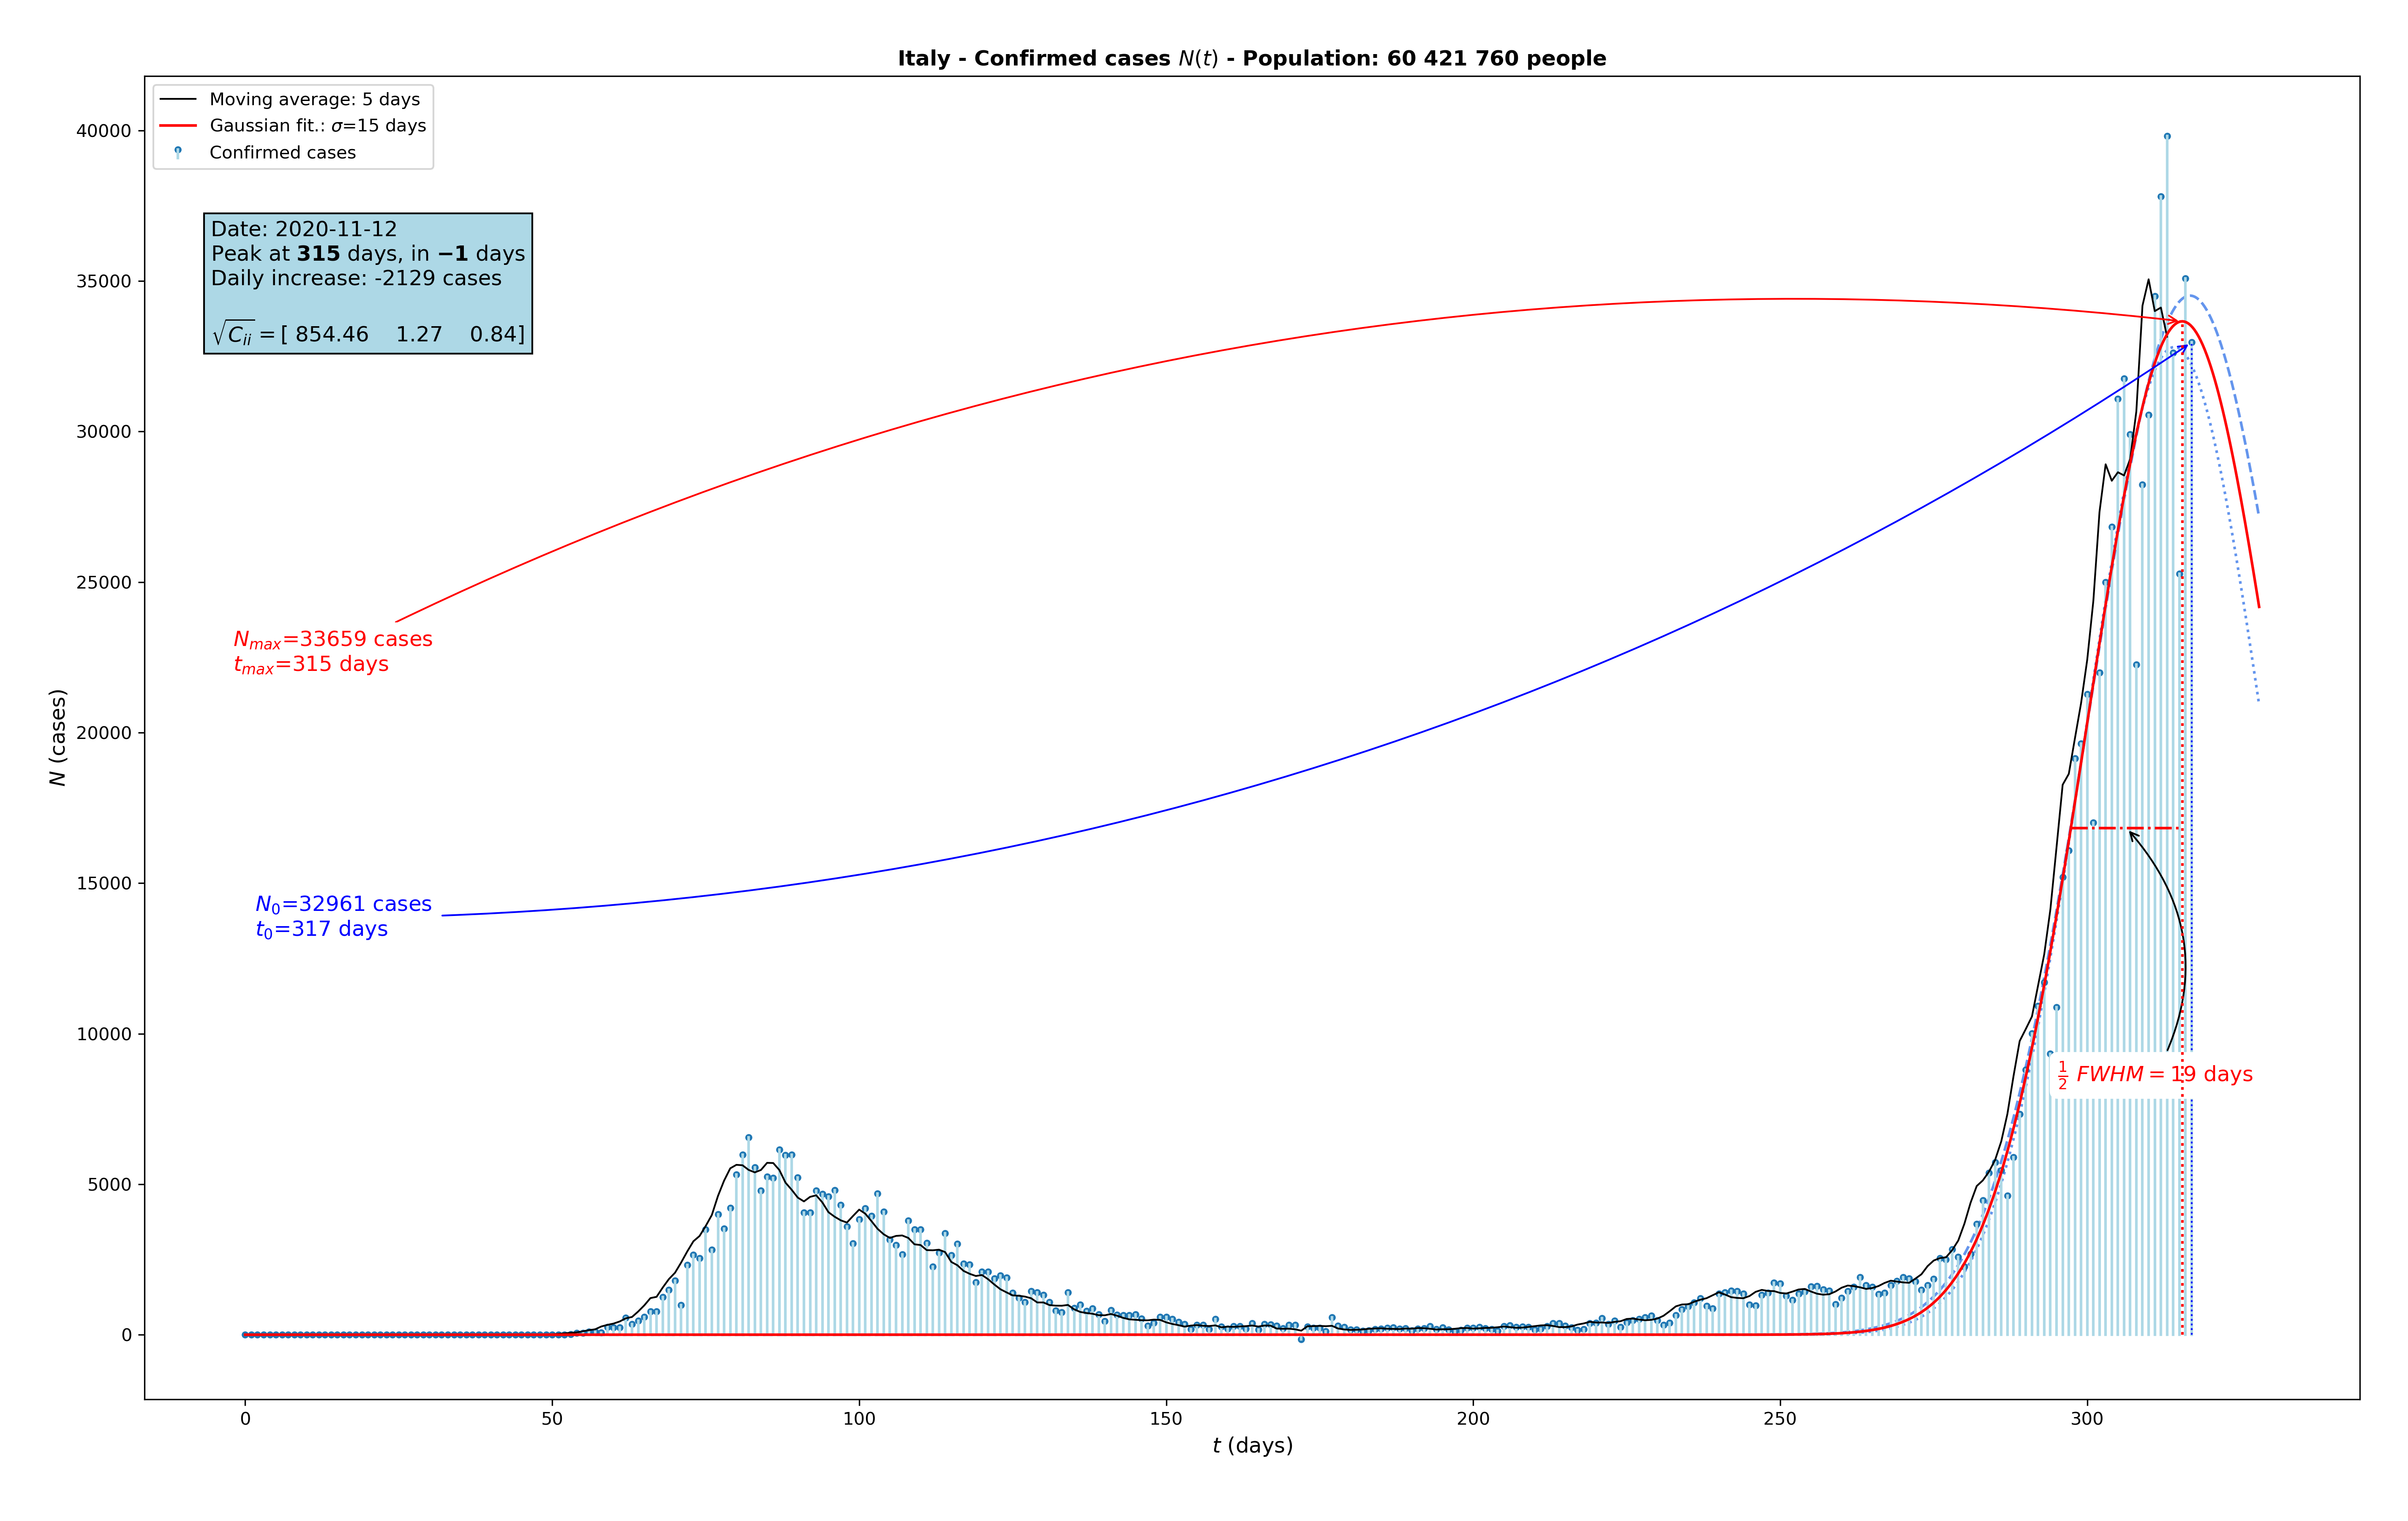 Italy - Confirmed cases N(t) - Population: 60 421 760 people
Moving average: 5 days
Gaussian fit.: σ=15 days
Confirmed cases
Date: 2020-11-12
Peak at 315 days, in −1 days
Daily increase: -2129 cases
√C_ii = [ 854.46 1.27 0.84]
N_max=33659 cases
t_max=315 days
N_0=32961 cases
t_0=317 days
1/2 FWHM = 19 days
N (cases)
40000
35000
30000
25000
20000
15000
10000
5000
0
0 50 100 150 200 250 300
t (days)